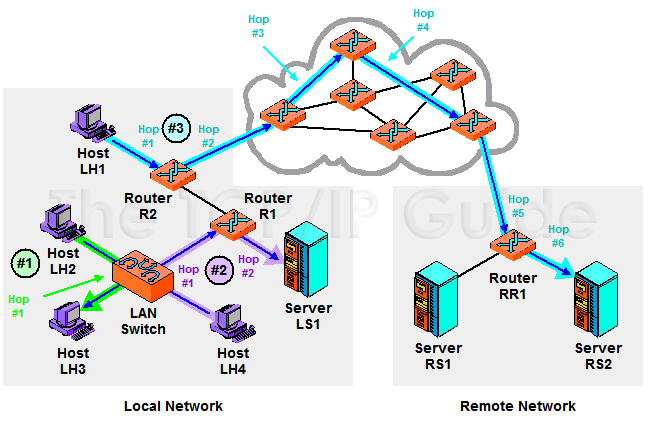 Hop
#3
Hop
#4
Hop
#1
#3
Hop
#2
Host
LH1
Router
R2
Router
R1
The TCP/IP Guide
Hop
#5
Hop
#6
#1
Host
LH2
Hop
#1
#2
Hop
#2
Hop
#1
LAN
Switch
Server
LS1
Router
RR1
Host
LH3
Host
LH4
Server
RS1
Server
RS2
Local Network
Remote Network